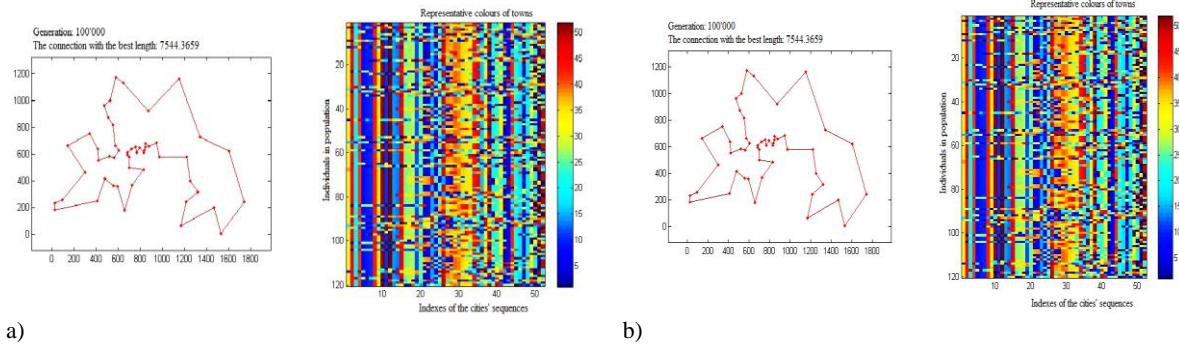 Generation: 100'000
The connection with the best length: 7544.3659
1200
1000
800
600
400
200
0
0 200 400 600 800 1000 1200 1400 1600 1800
Representative colours of towns
Individuals in population
20
40
60
80
100
120
10 20 30 40 50
Indexes of the cities' sequences
50
45
40
35
30
25
20
15
10
5
a)
Generation: 100'000
The connection with the best length: 7544.3659
1200
1000
800
600
400
200
0
0 200 400 600 800 1000 1200 1400 1600 1800
Representative colours of towns
Individuals in population
20
40
60
80
100
120
10 20 30 40 50
Indexes of the cities' sequences
50
45
40
35
30
25
20
15
10
5
b)